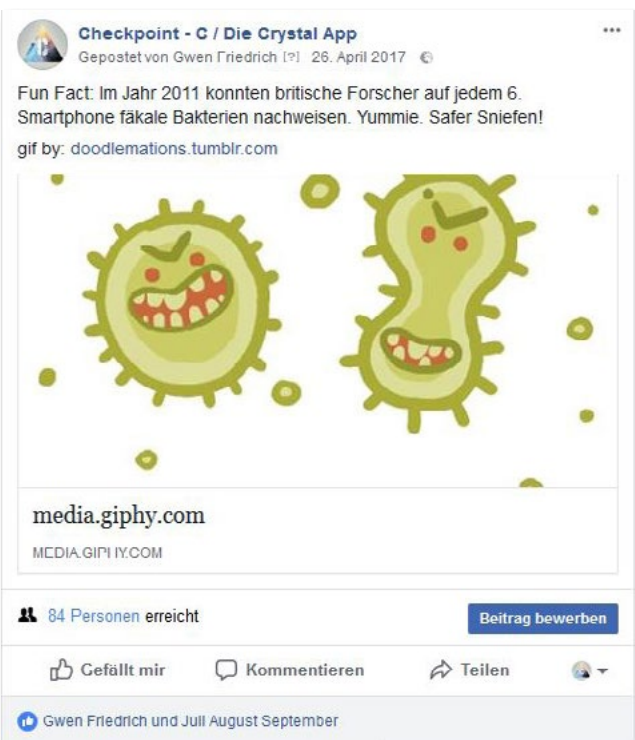 Checkpoint - C / Die Crystal App
Gepostet von Gwen Friedrich [?] 26. April 2017
Fun Fact: Im Jahr 2011 konnten britische Forscher auf jedem 6.
Smartphone fäkale Bakterien nachweisen. Yummie. Safer Sniefen!
gif by: doodlemations.tumblr.com
media.giphy.com
MEDIA.GIPHY.COM
84 Personen erreicht
Beitrag bewerben
Gefällt mir Kommentieren Teilen
Gwen Friedrich und Juli August September